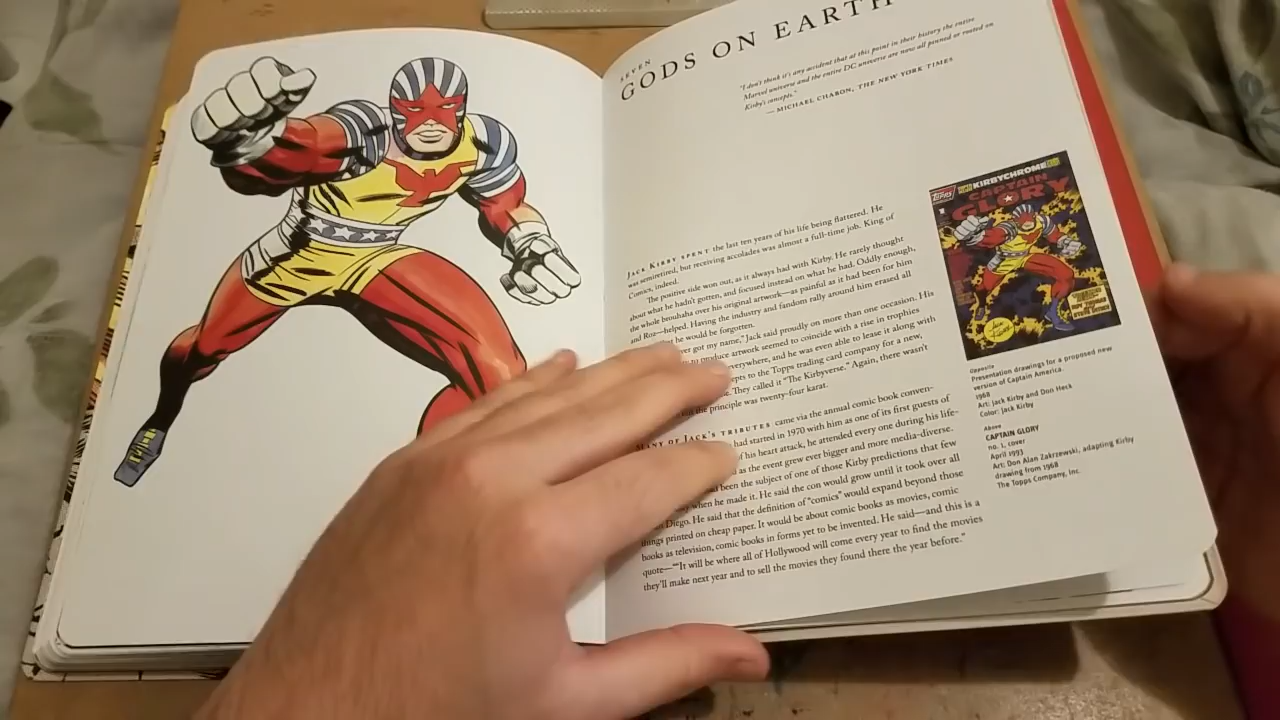 SEVEN
GODS ON EARTH
"I don't think it's any accident that at this point in their history the entire
Marvel universe and the entire DC universe are now all pinned or rooted on
Kirby's concepts."
—MICHAEL CHABON, THE NEW YORK TIMES
JACK KIRBY SPENT the last ten years of his life being flattered. He
was semiretired, but receiving accolades was almost a full-time job. King of
Comics, indeed.
The positive side won out, as it always had with Kirby. He rarely thought
about what he hadn't gotten, and focused instead on what he had. Oddly enough,
the whole brouhaha over his original artwork—as painful as it had been for him
and Roz—helped. Having the industry and fandom rally around him erased all
he would be forgotten.
ver got my name," Jack said proudly on more than one occasion. His
to produce artwork seemed to coincide with a rise in trophies
everywhere, and he was even able to lease it along with
epts to the Topps trading card company for a new,
e. They called it "The Kirbyverse." Again, there wasn't
the principle was twenty-four karat.
MANY OF JACK'S TRIBUTES came via the annual comic book conven-
had started in 1970 with him as one of its first guests of
of his heart attack, he attended every one during his life-
as the event grew ever bigger and more media-diverse.
been the subject of one of those Kirby predictions that few
when he made it. He said the con would grow until it took over all
Diego. He said that the definition of "comics" would expand beyond those
things printed on cheap paper. It would be about comic books as movies, comic
books as television, comic books in forms yet to be invented. He said—and this is a
quote—"It will be where all of Hollywood will come every year to find the movies
they'll make next year and to sell the movies they found there the year before."
TOPPS
KIRBYCHROME
CAPTAIN
GLORY
1
Opposite
Presentation drawings for a proposed new
version of Captain America.
1968
Art: Jack Kirby and Don Heck
Color: Jack Kirby
Above
CAPTAIN GLORY
no. 1, cover
April 1993
Art: Don Alan Zakrzewski, adapting Kirby
drawing from 1968
The Topps Company, Inc.